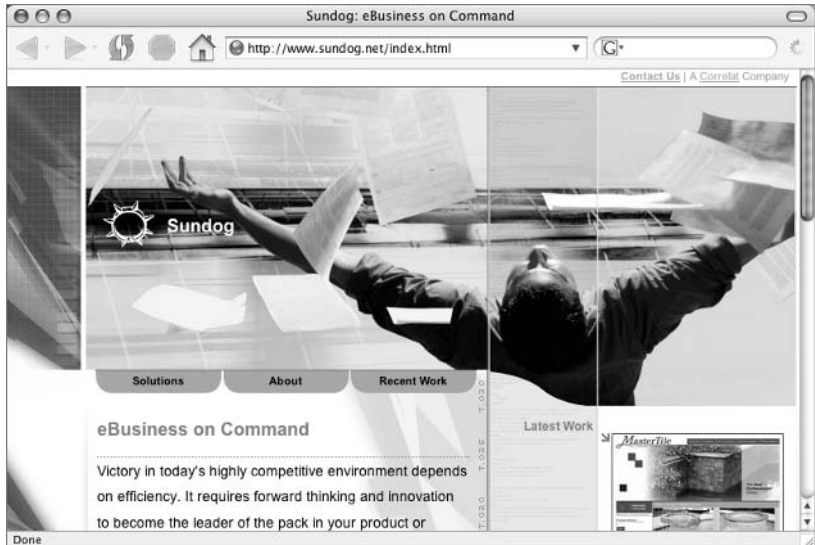 Sundog: eBusiness on Command
http://www.sundog.net/index.html
G
Contact Us | A Correlat Company
Sundog
Solutions
About
Recent Work
eBusiness on Command
Latest Work
Victory in today's highly competitive environment depends
on efficiency. It requires forward thinking and innovation
to become the leader of the pack in your product or
MasterTile
Done